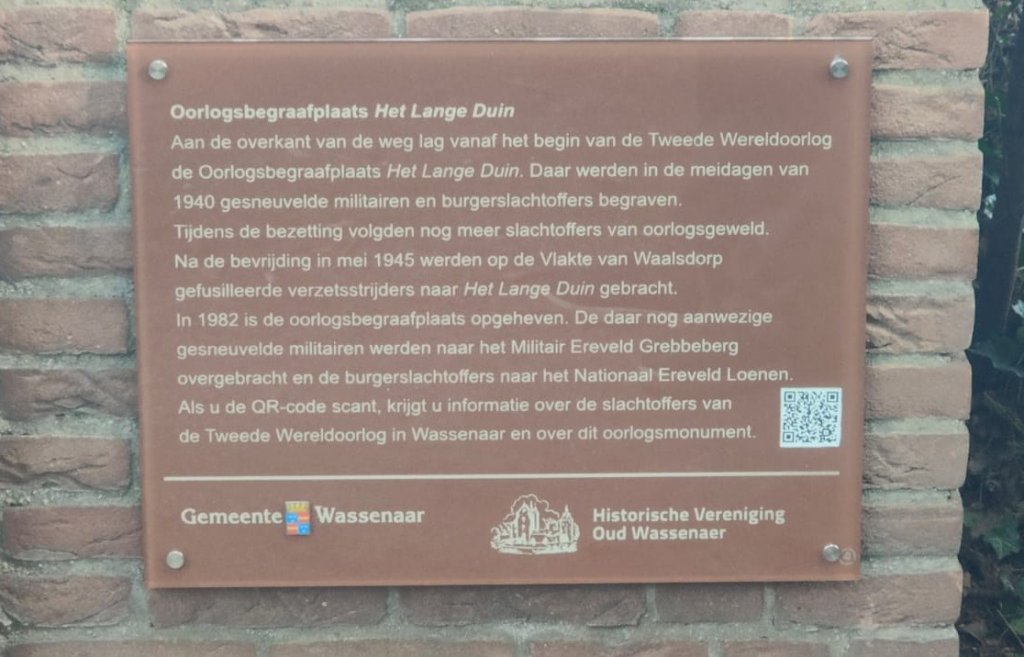 Oorlogsbegraafplaats Het Lange Duin
Aan de overkant van de weg lag vanaf het begin van de Tweede Wereldoorlog
de Oorlogsbegraafplaats Het Lange Duin. Daar werden in de meidagen van
1940 gesneuvelde militairen en burgerslachtoffers begraven.
Tijdens de bezetting volgden nog meer slachtoffers van oorlogsgeweld.
Na de bevrijding in mei 1945 werden op de Vlakte van Waalsdorp
gefusilleerde verzetsstrijders naar Het Lange Duin gebracht.
In 1982 is de oorlogsbegraafplaats opgeheven. De daar nog aanwezige
gesneuvelde militairen werden naar het Militair Ereveld Grebbeberg
overgebracht en de burgerslachtoffers naar het Nationaal Ereveld Loenen.
Als u de QR-code scant, krijgt u informatie over de slachtoffers van
de Tweede Wereldoorlog in Wassenaar en over dit oorlogsmonument.
Gemeente Wassenaar
Historische Vereniging
Oud Wassenaer